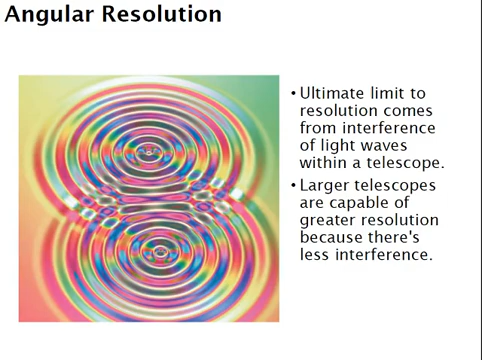 Angular Resolution
• Ultimate limit to
resolution comes
from interference
of light waves
within a telescope.
• Larger telescopes
are capable of
greater resolution
because there's
less interference.